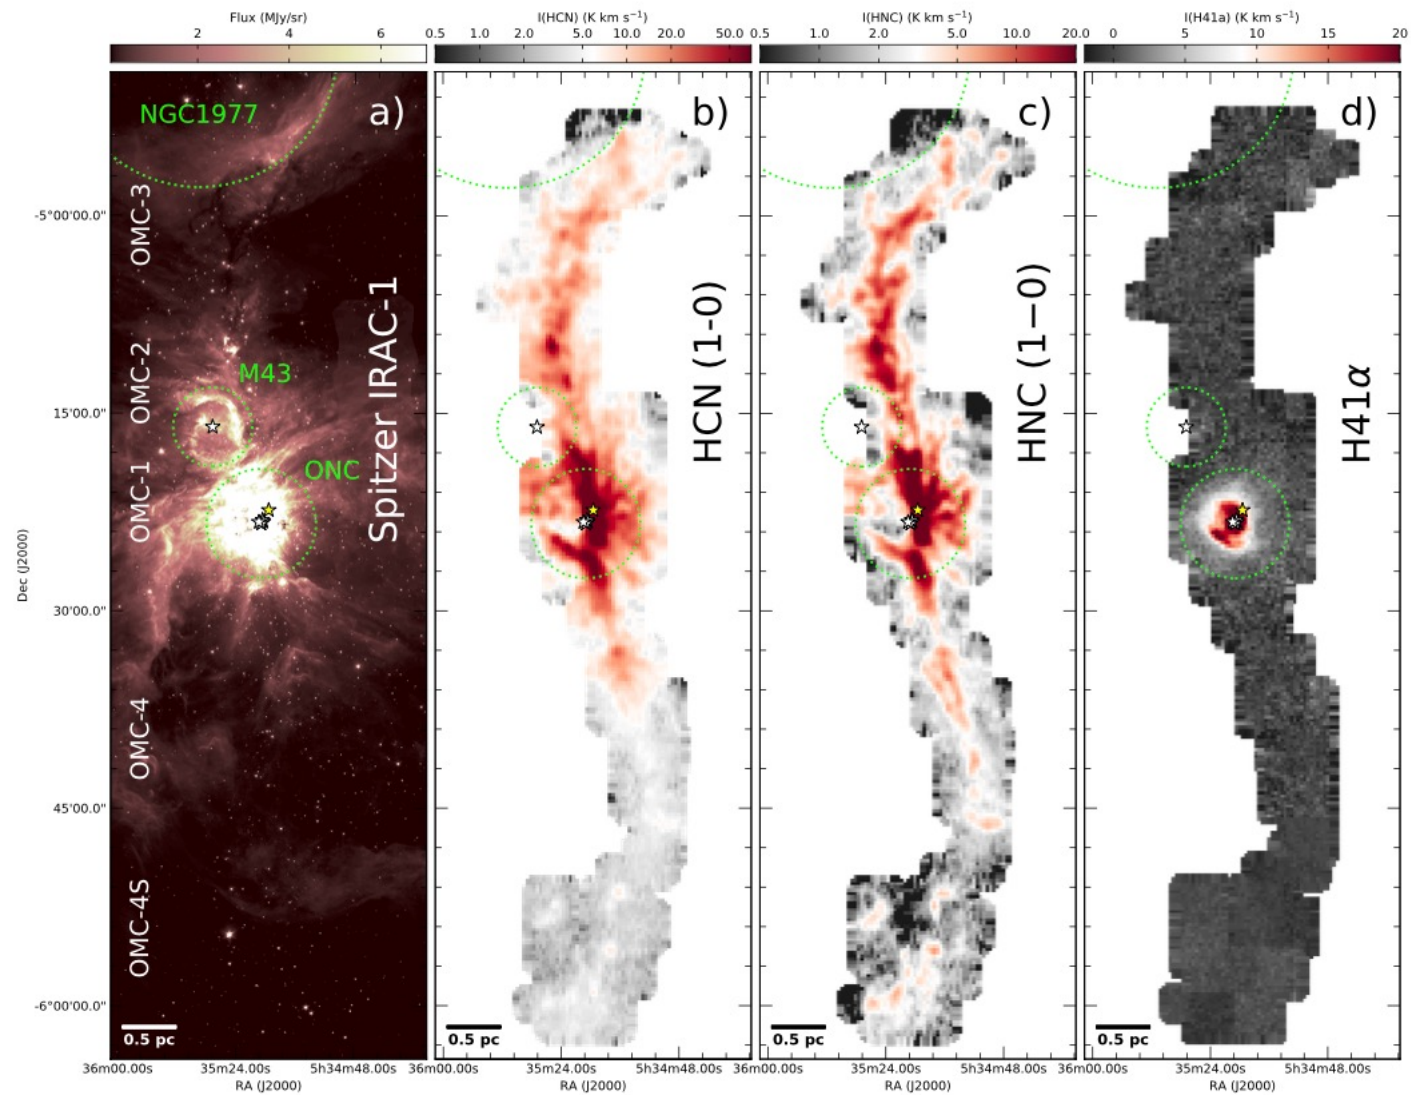 Flux (MJy/sr)
2 4 6
I(HCN) (K km s⁻¹)
0.5 1.0 2.0 5.0 10.0 20.0 50.0
I(HNC) (K km s⁻¹)
0.5 1.0 2.0 5.0 10.0 20.0
I(H41a) (K km s⁻¹)
0 5 10 15 20
a)
NGC1977
OMC-3
OMC-2
OMC-1
OMC-4
OMC-4S
M43
ONC
Spitzer IRAC-1
0.5 pc
b)
HCN (1-0)
0.5 pc
c)
HNC (1−0)
0.5 pc
d)
H41α
0.5 pc
Dec (J2000)
-5°00'00.0"
15'00.0"
30'00.0"
45'00.0"
-6°00'00.0"
36m00.00s 35m24.00s 5h34m48.00s
36m00.00s 35m24.00s 5h34m48.00s
36m00.00s 35m24.00s 5h34m48.00s
36m00.00s 35m24.00s 5h34m48.00s
RA (J2000)
RA (J2000)
RA (J2000)
RA (J2000)